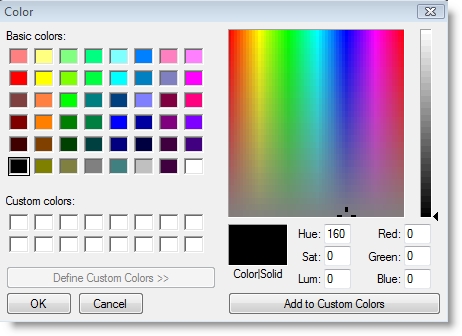 Color
Basic colors:
Custom colors:
Define Custom Colors >>
OK Cancel
Color|Solid
Hue: 160 Red: 0
Sat: 0 Green: 0
Lum: 0 Blue: 0
Add to Custom Colors